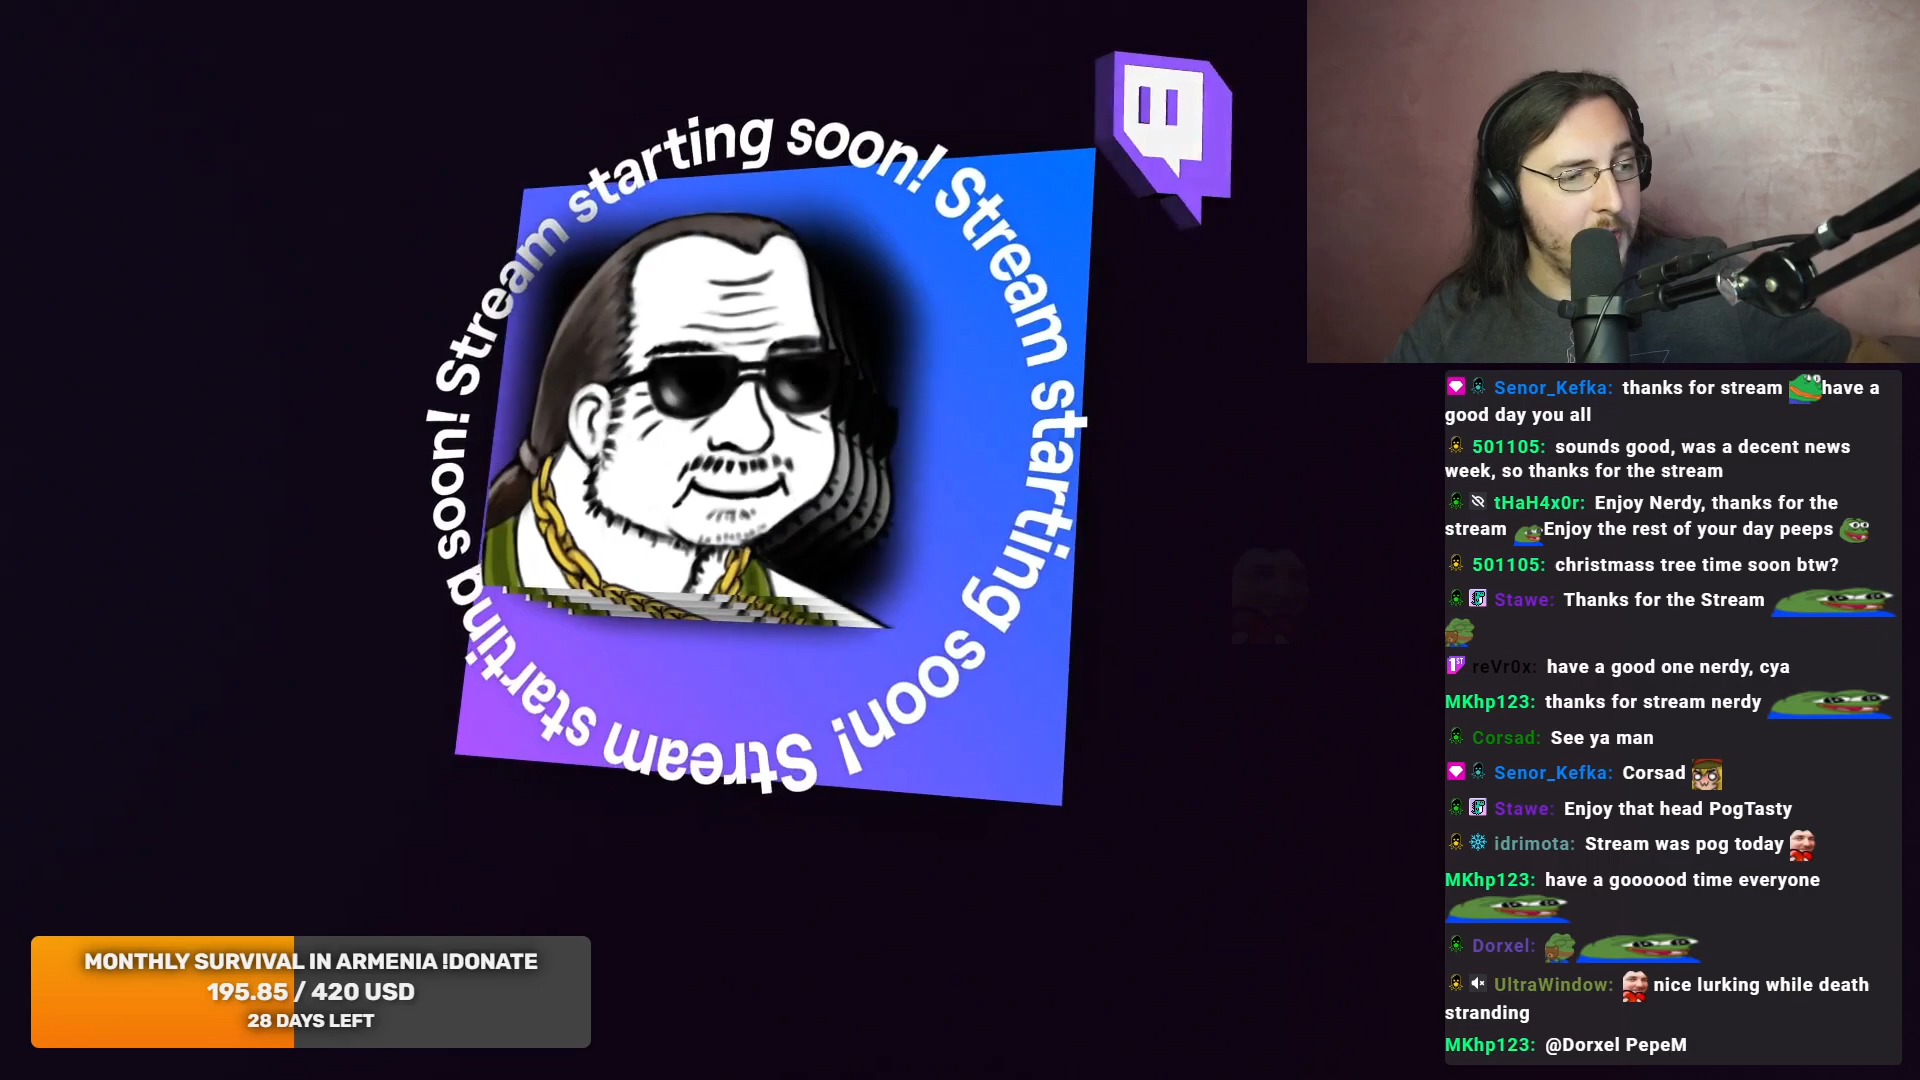 Stream starting soon! Stream starting soon! Stream starting soon!
Senor_Kefka: thanks for stream have a
good day you all
501105: sounds good, was a decent news
week, so thanks for the stream
tHaH4x0r: Enjoy Nerdy, thanks for the
stream Enjoy the rest of your day peeps
501105: christmass tree time soon btw?
Stawe: Thanks for the Stream
1ST reVr0x: have a good one nerdy, cya
MKhp123: thanks for stream nerdy
Corsad: See ya man
Senor_Kefka: Corsad
Stawe: Enjoy that head PogTasty
idrimota: Stream was pog today
MKhp123: have a goooood time everyone
Dorxel:
UltraWindow: nice lurking while death
stranding
MKhp123: @Dorxel PepeM
MONTHLY SURVIVAL IN ARMENIA !DONATE
195.85 / 420 USD
28 DAYS LEFT